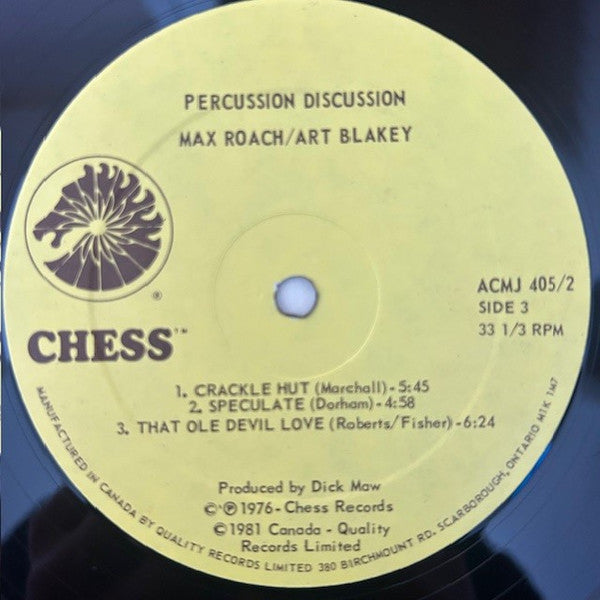 PERCUSSION DISCUSSION
MAX ROACH/ART BLAKEY
®
CHESS™
ACMJ 405/2
SIDE 3
33 1/3 RPM
1. CRACKLE HUT (Marchall)-5:45
2. SPECULATE (Dorham)-4:58
3. THAT OLE DEVIL LOVE (Roberts/Fisher)-6:24
Produced by Dick Maw
©℗1976-Chess Records
©1981 Canada - Quality
Records Limited
MANUFACTURED IN CANADA BY QUALITY RECORDS LIMITED 380 BIRCHMOUNT RD. SCARBOROUGH, ONTARIO M1K 1M7